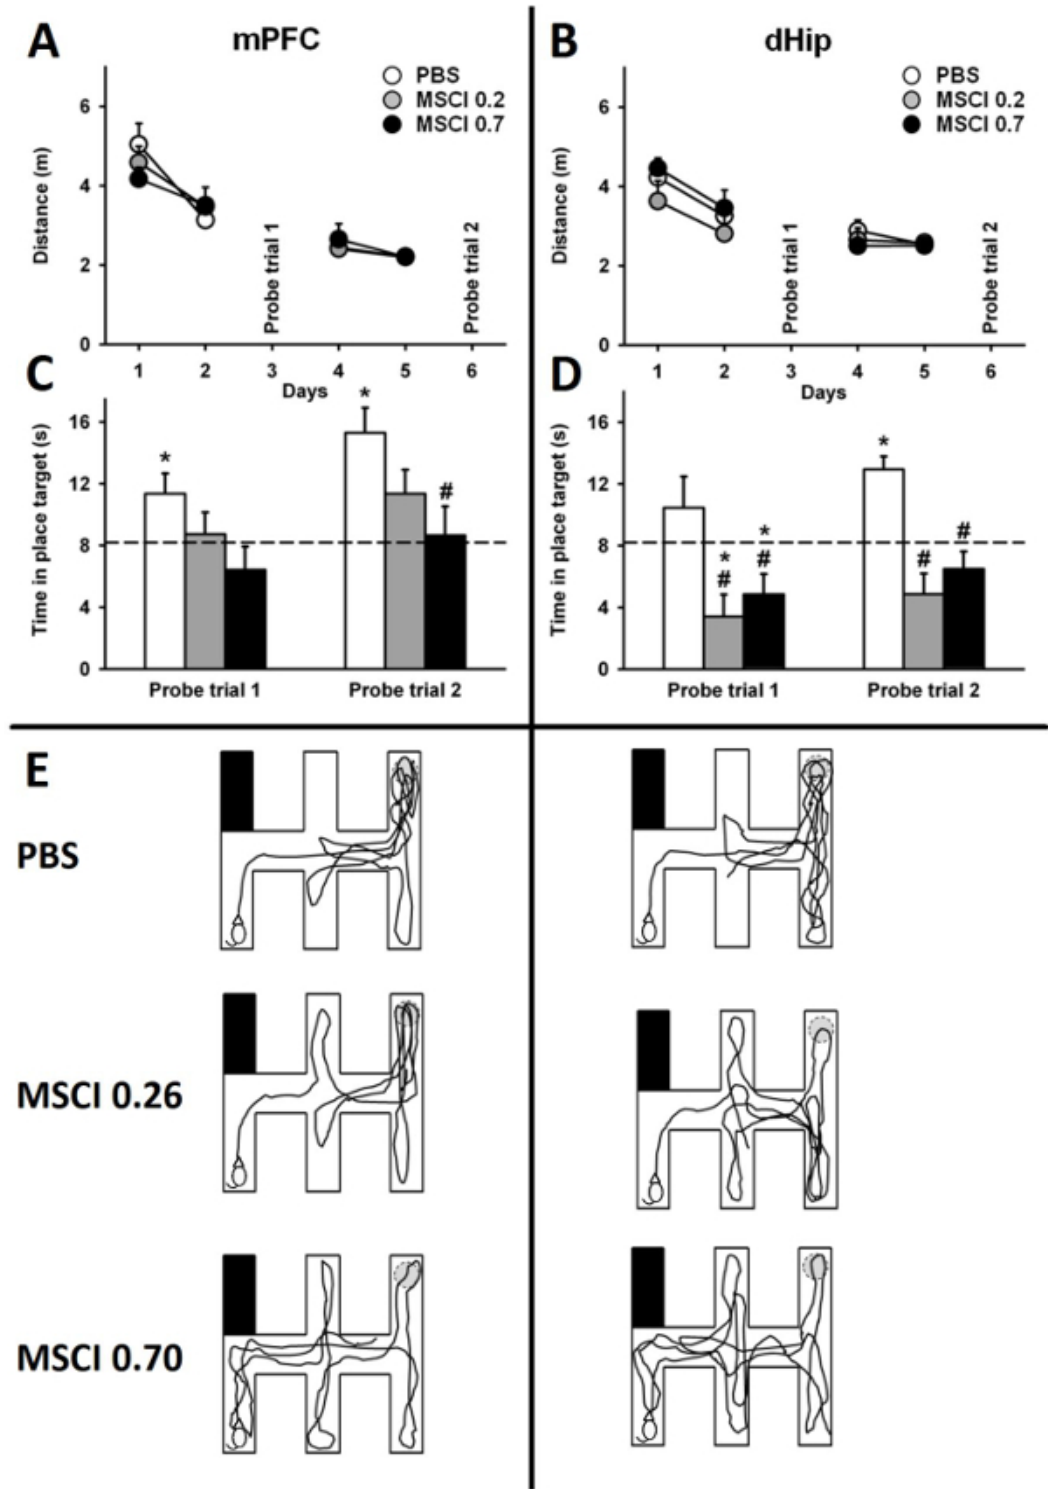 A
mPFC
PBS
MSCI 0.2
MSCI 0.7
6
4
2
0
Distance (m)
Probe trial 1
Probe trial 2
1 2 3 4 5 6
Days
B
dHip
PBS
MSCI 0.2
MSCI 0.7
6
4
2
0
Distance (m)
Probe trial 1
Probe trial 2
1 2 3 4 5 6
Days
C
16
12
8
4
0
Time in place target (s)
*
*
#
Probe trial 1 Probe trial 2
D
16
12
8
4
0
Time in place target (s)
*
#
*
#
*
#
#
Probe trial 1 Probe trial 2
E
PBS
MSCI 0.26
MSCI 0.70